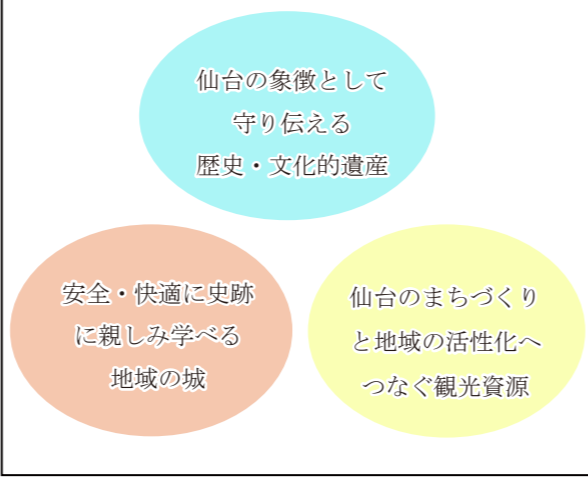 仙台の象徴として
守り伝える
歴史・文化的遺産
安全・快適に史跡
に親しみ学べる
地域の城
仙台のまちづくり
と地域の活性化へ
つなぐ観光資源